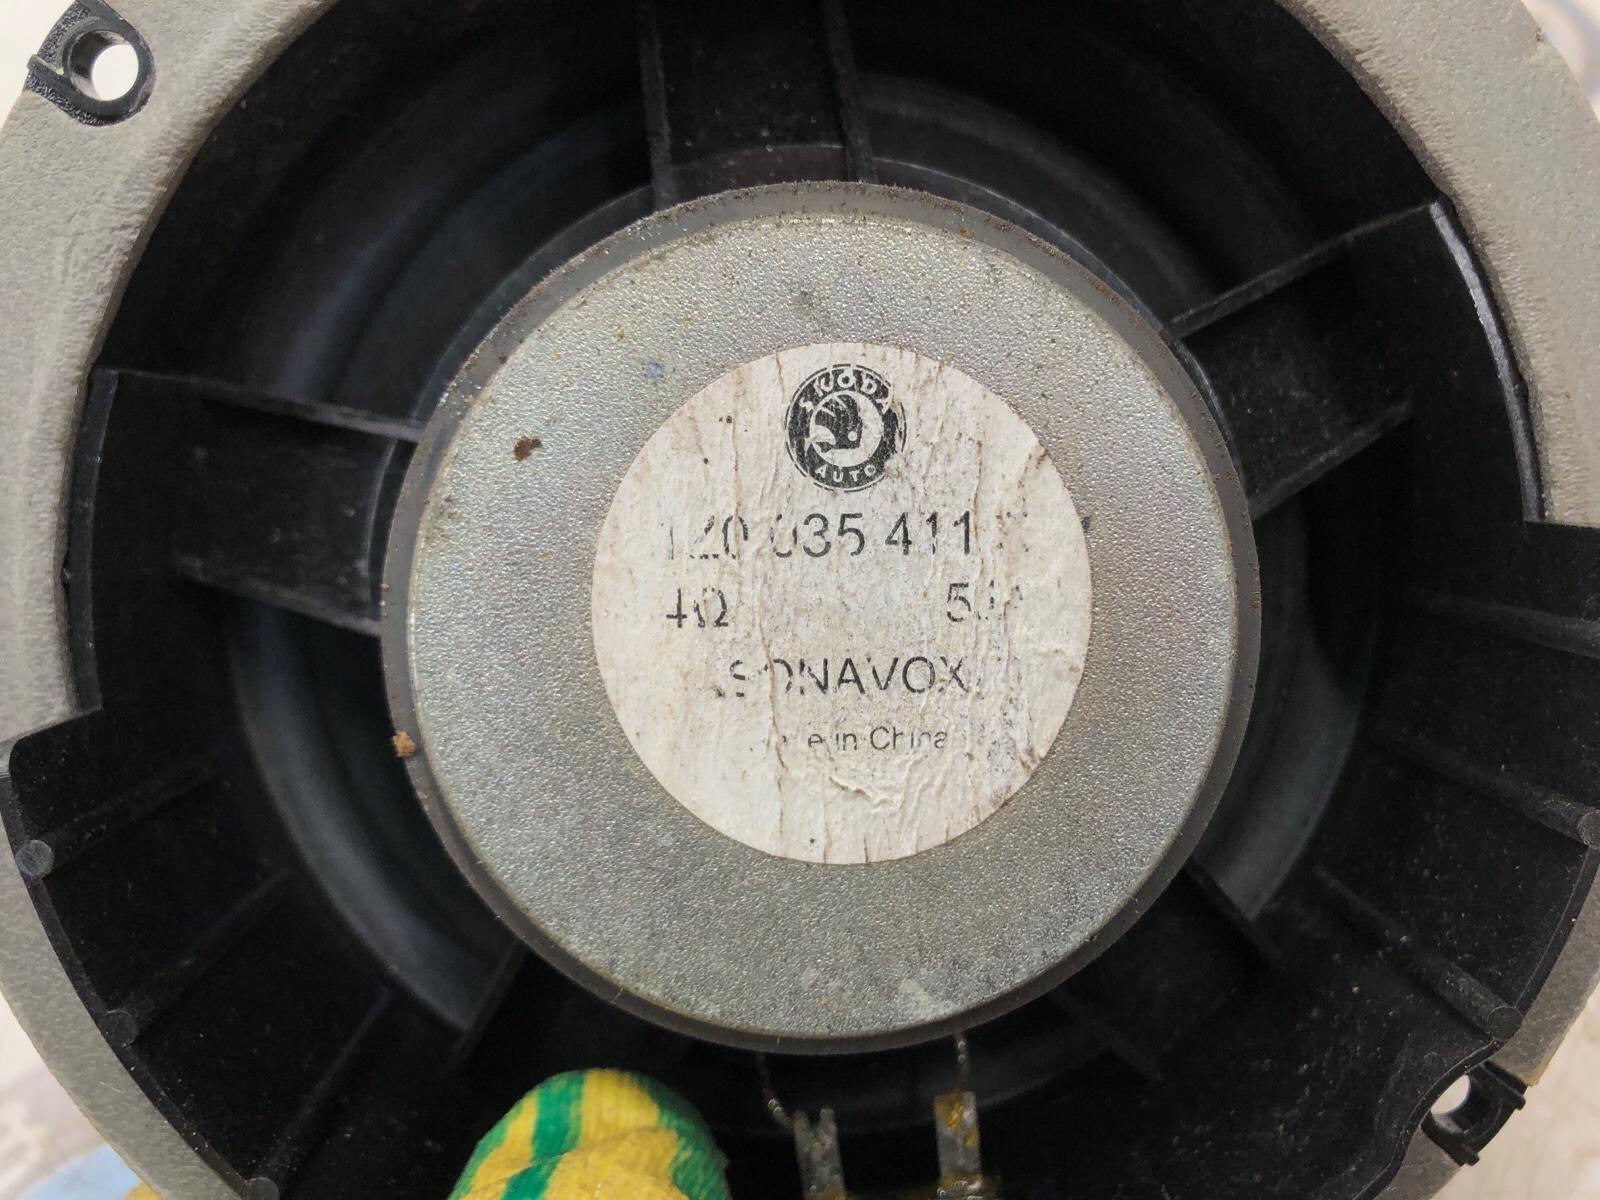 ŠKODA
AUTO
1Z0 035 411
4Ω
SONAVOX
in China